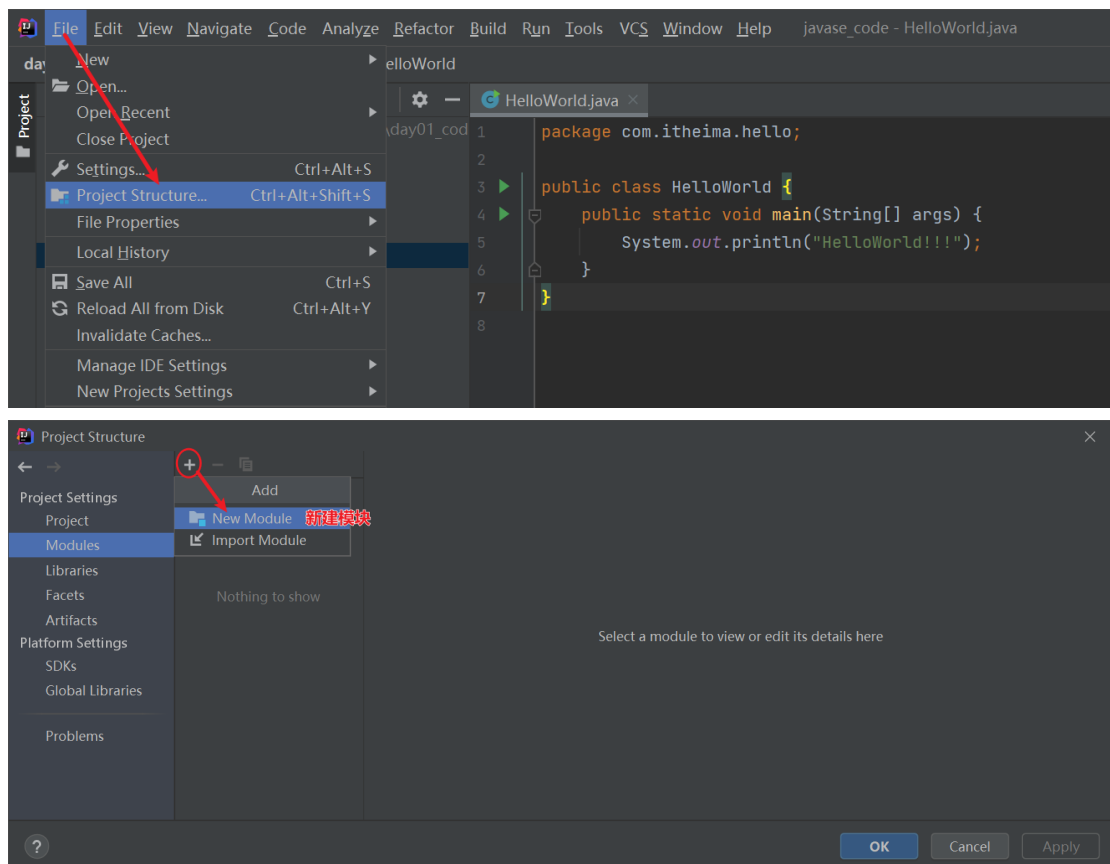 File Edit View Navigate Code Analyze Refactor Build Run Tools VCS Window Help javase_code - HelloWorld.java
New
elloWorld
Open...
HelloWorld.java
Open Recent
Project
\day01_cod
Close Project
Settings... Ctrl+Alt+S
Project Structure... Ctrl+Alt+Shift+S
File Properties
Local History
Save All Ctrl+S
Reload All from Disk Ctrl+Alt+Y
Invalidate Caches...
Manage IDE Settings
New Projects Settings
1 package com.itheima.hello;
2
3 public class HelloWorld {
4 public static void main(String[] args) {
5 System.out.println("HelloWorld!!!");
6 }
7 }
8
Project Structure
Project Settings
Project
Modules
Libraries
Facets
Artifacts
Platform Settings
SDKs
Global Libraries
Problems
Add
New Module 新建模块
Import Module
Nothing to show
Select a module to view or edit its details here
?
OK Cancel Apply